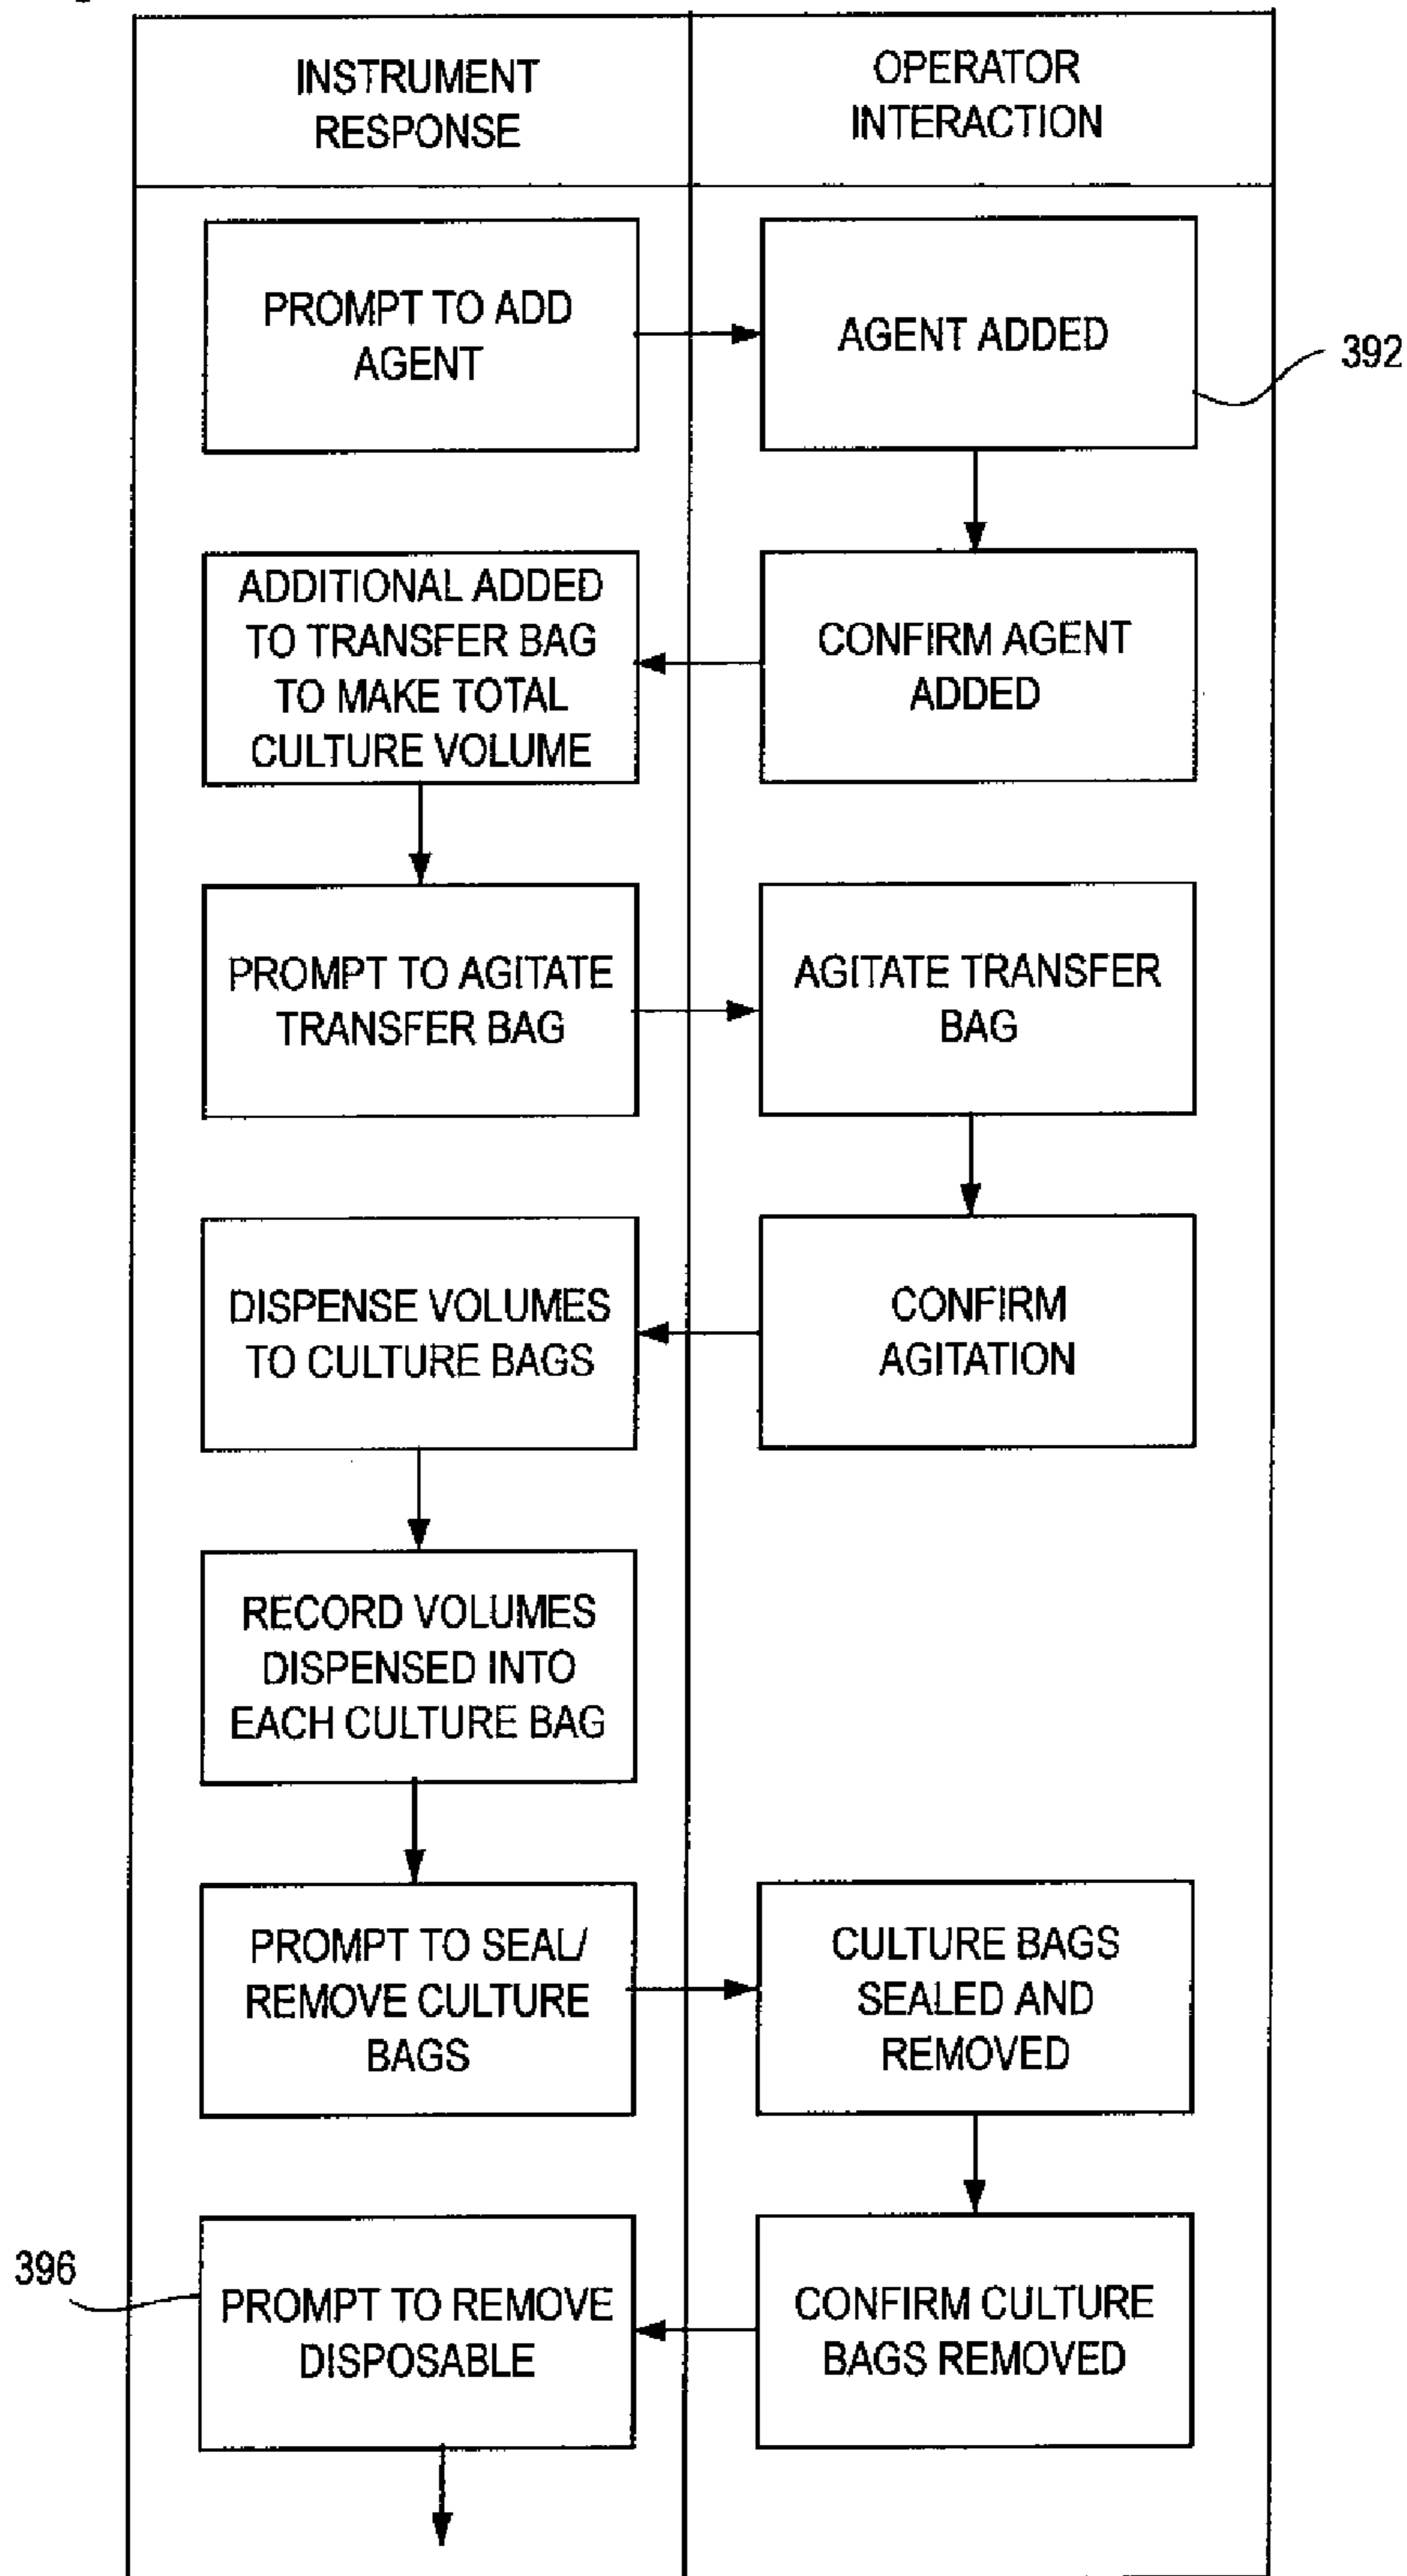 INSTRUMENT
RESPONSE
OPERATOR
INTERACTION
PROMPT TO ADD
AGENT
AGENT ADDED
392
ADDITIONAL ADDED
TO TRANSFER BAG
TO MAKE TOTAL
CULTURE VOLUME
CONFIRM AGENT
ADDED
PROMPT TO AGITATE
TRANSFER BAG
AGITATE TRANSFER
BAG
DISPENSE VOLUMES
TO CULTURE BAGS
CONFIRM
AGITATION
RECORD VOLUMES
DISPENSED INTO
EACH CULTURE BAG
PROMPT TO SEAL/
REMOVE CULTURE
BAGS
CULTURE BAGS
SEALED AND
REMOVED
396
PROMPT TO REMOVE
DISPOSABLE
CONFIRM CULTURE
BAGS REMOVED